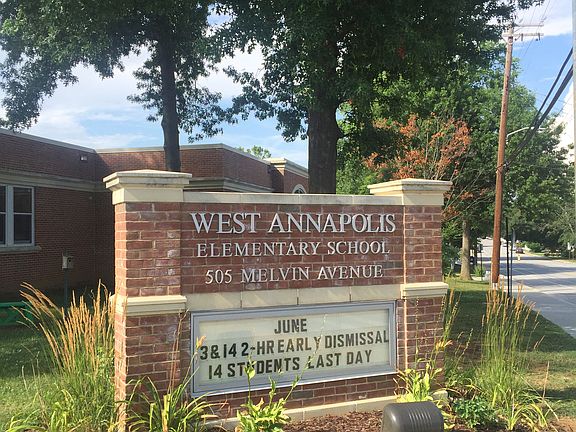 WEST ANNAPOLIS
ELEMENTARY SCHOOL
505 MELVIN AVENUE
JUNE
3&14 2-HR EARLY DISMISSAL
14 STUDENTS LAST DAY